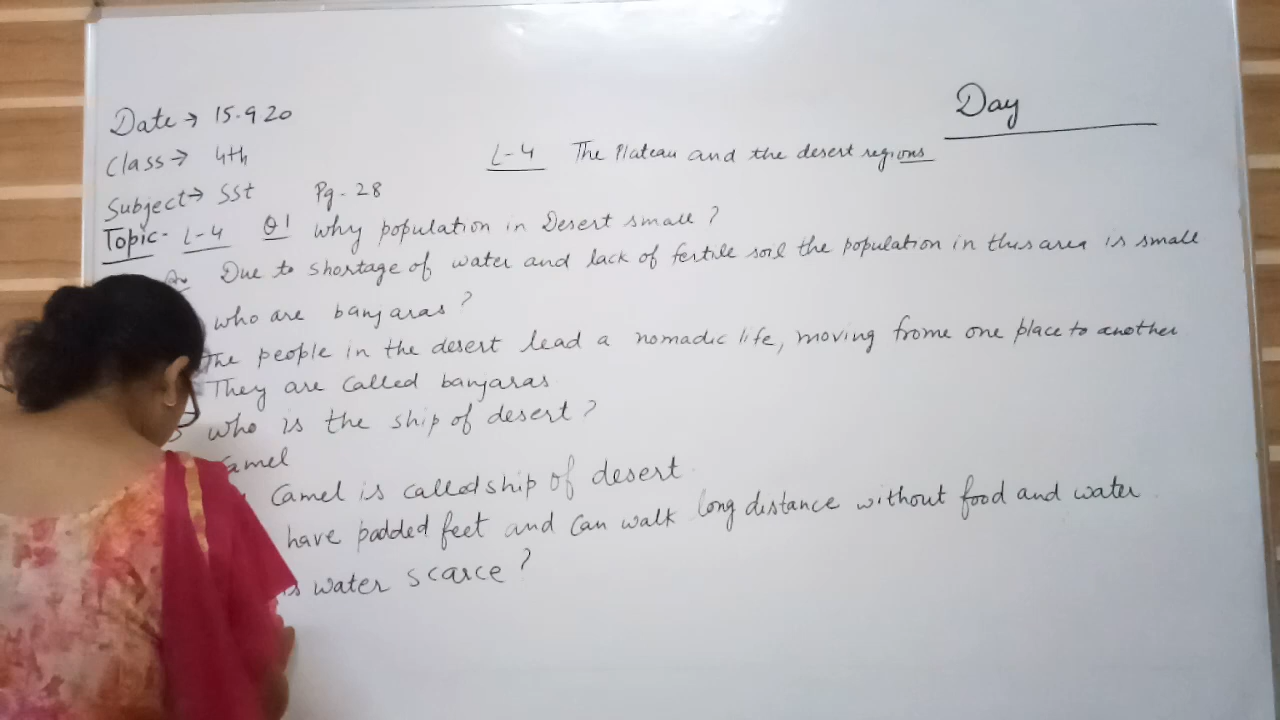 Day
Date → 15.9.20
Class → 4th
L-4 The Plateau and the desert regions
Subject → SSt Pg - 28
Topic - L-4 Q1 Why population in Desert small?
Due to shortage of water and lack of fertile soil the population in this area is small
who are banjaras?
The people in the desert lead a nomadic life, moving frome one place to another
They are called banjaras
who is the ship of desert?
Camel
Camel is called ship of desert.
have padded feet and can walk long distance without food and water.
water scarce?